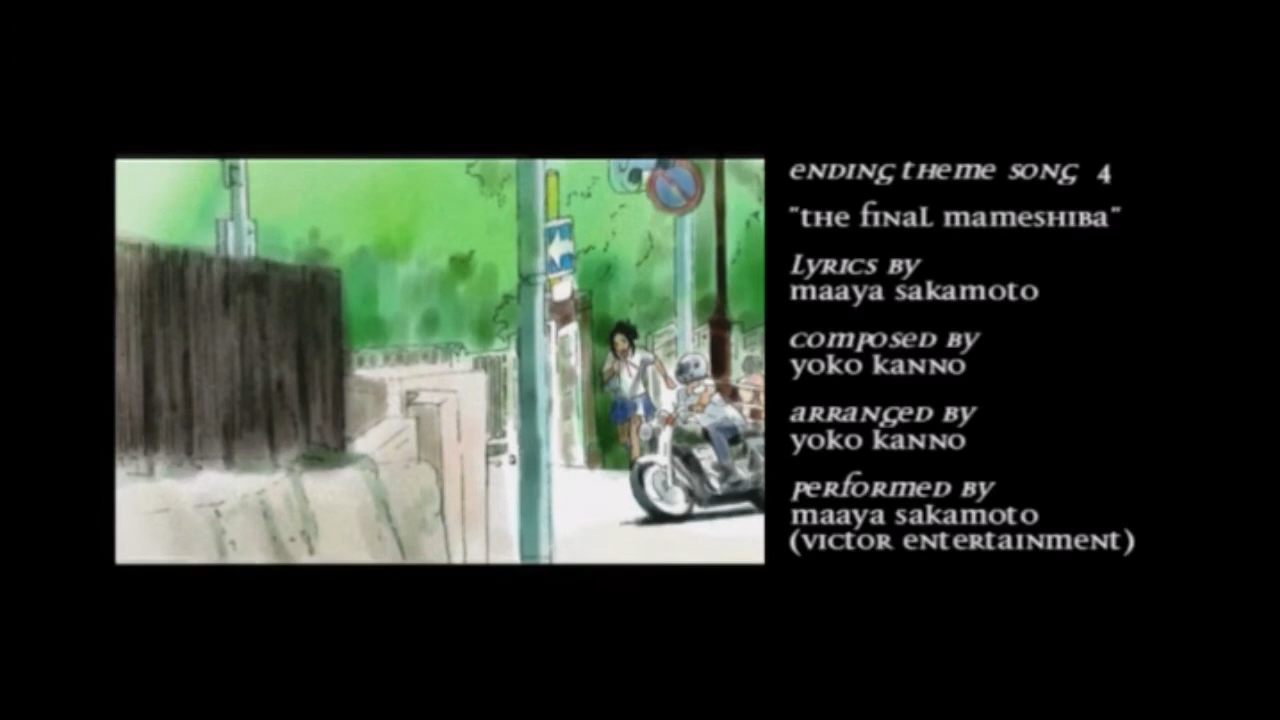 ending theme song 4
"the final mameshiba"
Lyrics by
maaya sakamoto
composed by
yoko kanno
arranged by
yoko kanno
performed by
maaya sakamoto
(victor entertainment)